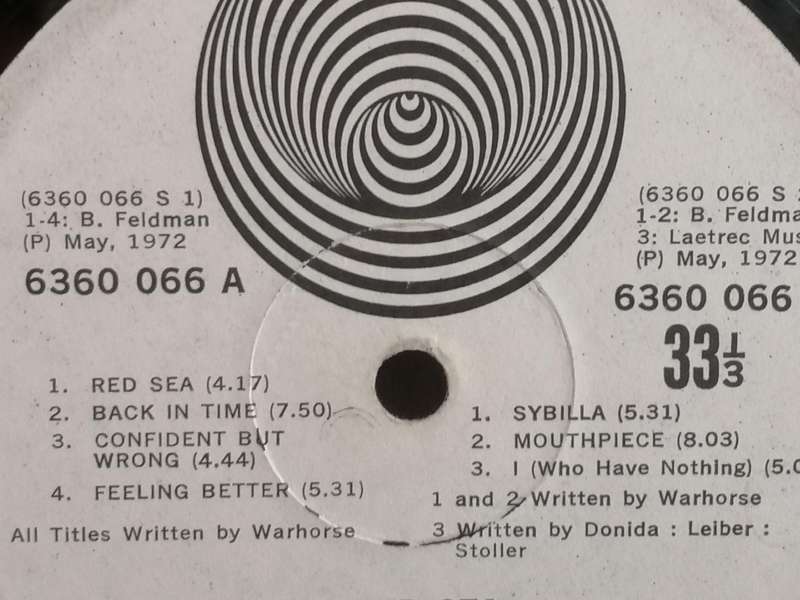 (6360 066 S 1)
1-4: B. Feldman
(P) May, 1972
6360 066 A
1. RED SEA (4.17)
2. BACK IN TIME (7.50)
3. CONFIDENT BUT
WRONG (4.44)
4. FEELING BETTER (5.31)
All Titles Written by Warhorse
(6360 066 S
1-2: B. Feldma
3: Laetrec Mus
(P) May, 1972
6360 066
33⅓
1. SYBILLA (5.31)
2. MOUTHPIECE (8.03)
3. I (Who Have Nothing) (5.0
1 and 2 Written by Warhorse
3 Written by Donida : Leiber :
Stoller